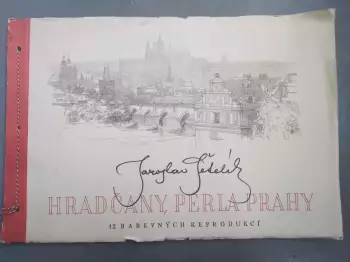 Jaroslav Šetelík
HRADČANY, PERLA PRAHY
12 BAREVNÝCH REPRODUKCÍ